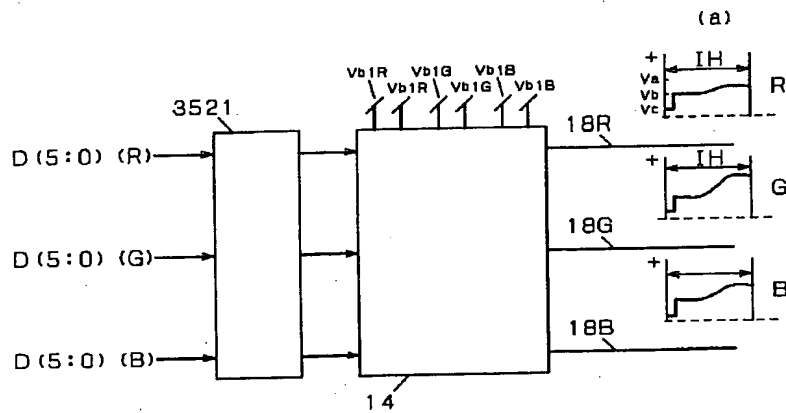 (a)
Vb1R
Vb1R
Vb1G
Vb1G
Vb1B
Vb1B
+
IH
Va
Vb
Vc
R
3521
18R
D(5:0) (R)
+
IH
G
18G
D(5:0) (G)
+
B
18B
D(5:0) (B)
14